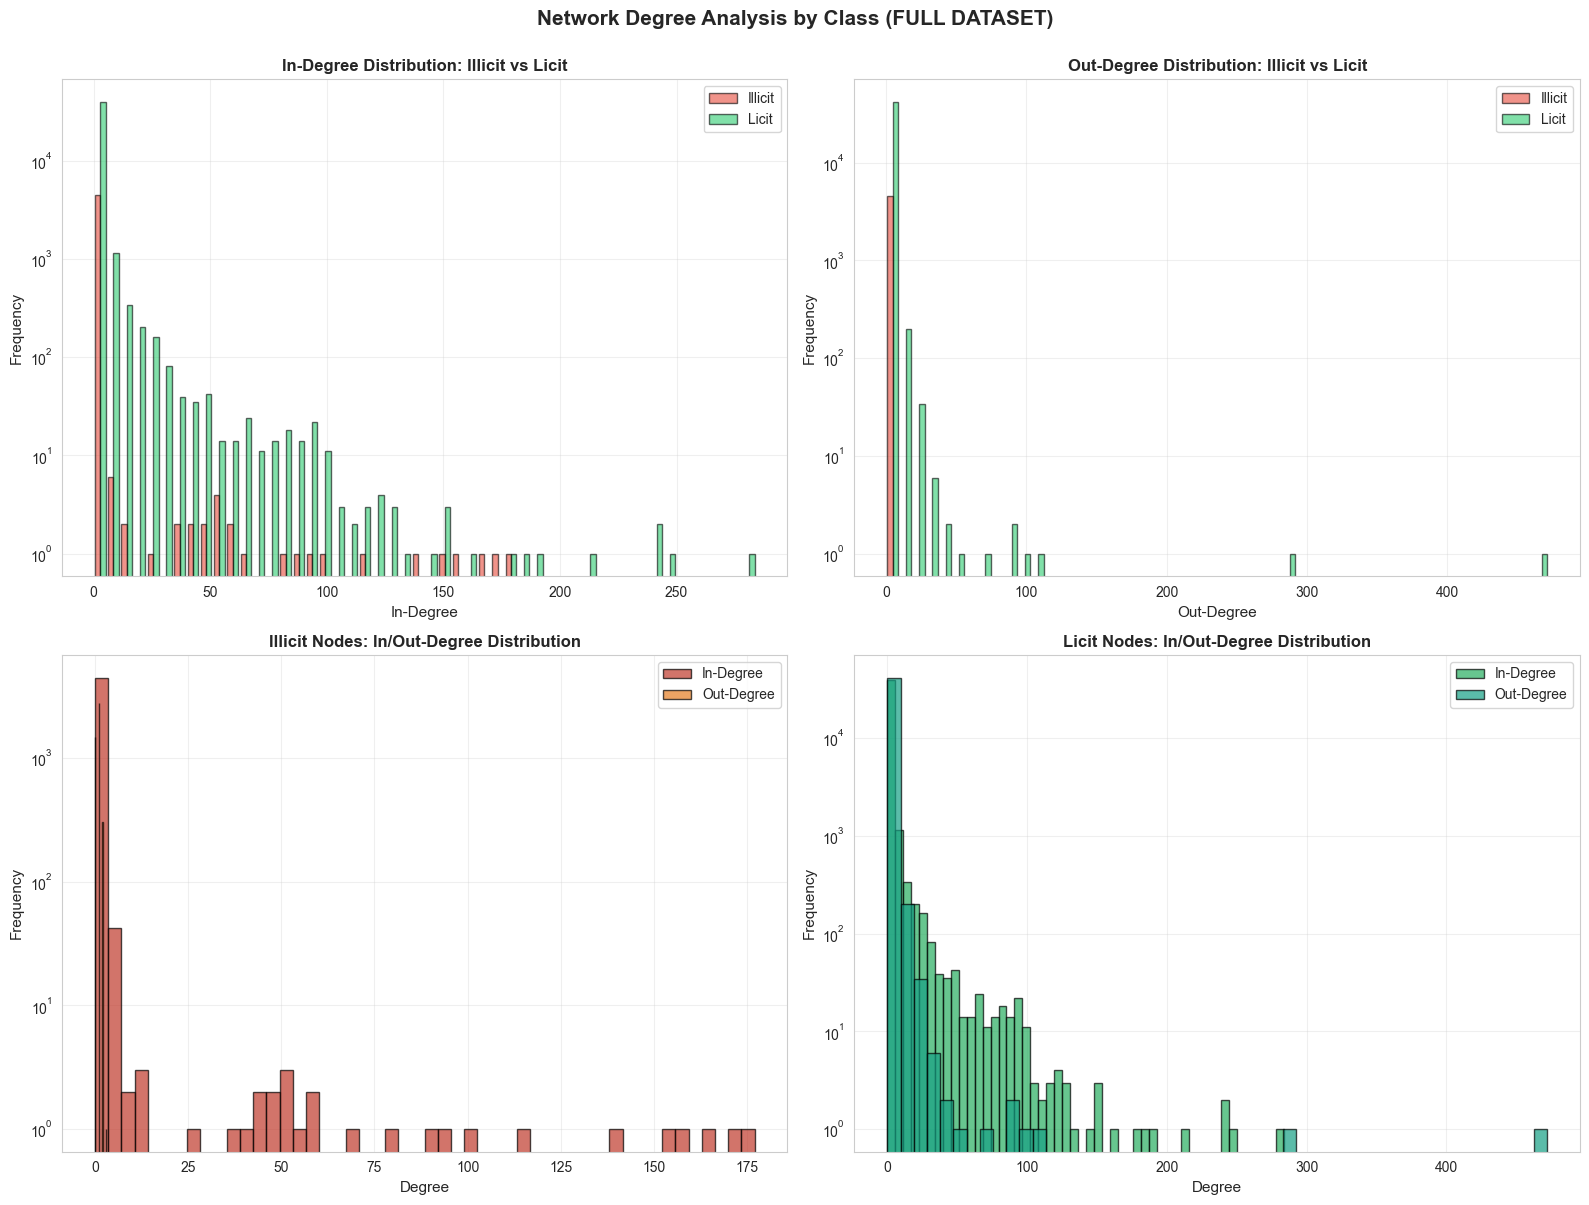 Network Degree Analysis by Class (FULL DATASET)
In-Degree Distribution: Illicit vs Licit
Illicit
Licit
10^4
10^3
10^2
10^1
10^0
Frequency
0 50 100 150 200 250
In-Degree
Out-Degree Distribution: Illicit vs Licit
Illicit
Licit
10^4
10^3
10^2
10^1
10^0
Frequency
0 100 200 300 400
Out-Degree
Illicit Nodes: In/Out-Degree Distribution
In-Degree
Out-Degree
10^3
10^2
10^1
10^0
Frequency
0 25 50 75 100 125 150 175
Degree
Licit Nodes: In/Out-Degree Distribution
In-Degree
Out-Degree
10^4
10^3
10^2
10^1
10^0
Frequency
0 100 200 300 400
Degree